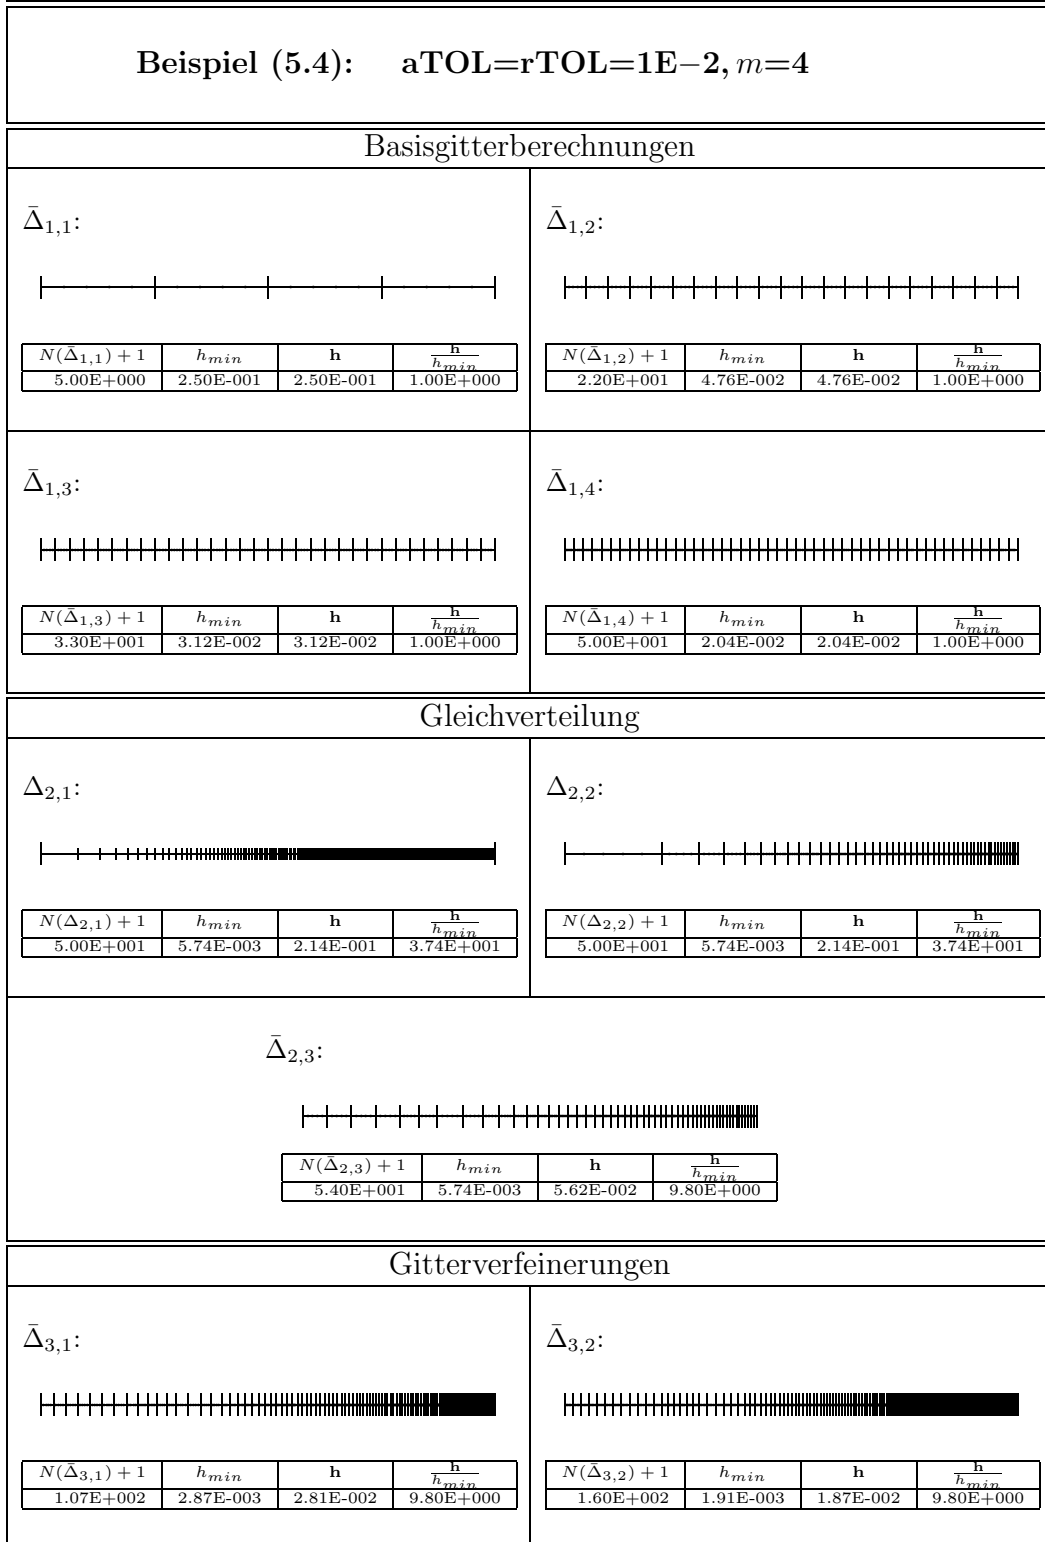 Beispiel (5.4): aTOL=rTOL=1E−2, m=4
Basisgitterberechnungen
Δ̄1,1:
N(Δ̄1,1) + 1 hmin h h/hmin
5.00E+000 2.50E-001 2.50E-001 1.00E+000
Δ̄1,2:
N(Δ̄1,2) + 1 hmin h h/hmin
2.20E+001 4.76E-002 4.76E-002 1.00E+000
Δ̄1,3:
N(Δ̄1,3) + 1 hmin h h/hmin
3.30E+001 3.12E-002 3.12E-002 1.00E+000
Δ̄1,4:
N(Δ̄1,4) + 1 hmin h h/hmin
5.00E+001 2.04E-002 2.04E-002 1.00E+000
Gleichverteilung
Δ2,1:
N(Δ2,1) + 1 hmin h h/hmin
5.00E+001 5.74E-003 2.14E-001 3.74E+001
Δ2,2:
N(Δ2,2) + 1 hmin h h/hmin
5.00E+001 5.74E-003 2.14E-001 3.74E+001
Δ̄2,3:
N(Δ̄2,3) + 1 hmin h h/hmin
5.40E+001 5.74E-003 5.62E-002 9.80E+000
Gitterverfeinerungen
Δ̄3,1:
N(Δ̄3,1) + 1 hmin h h/hmin
1.07E+002 2.87E-003 2.81E-002 9.80E+000
Δ̄3,2:
N(Δ̄3,2) + 1 hmin h h/hmin
1.60E+002 1.91E-003 1.87E-002 9.80E+000